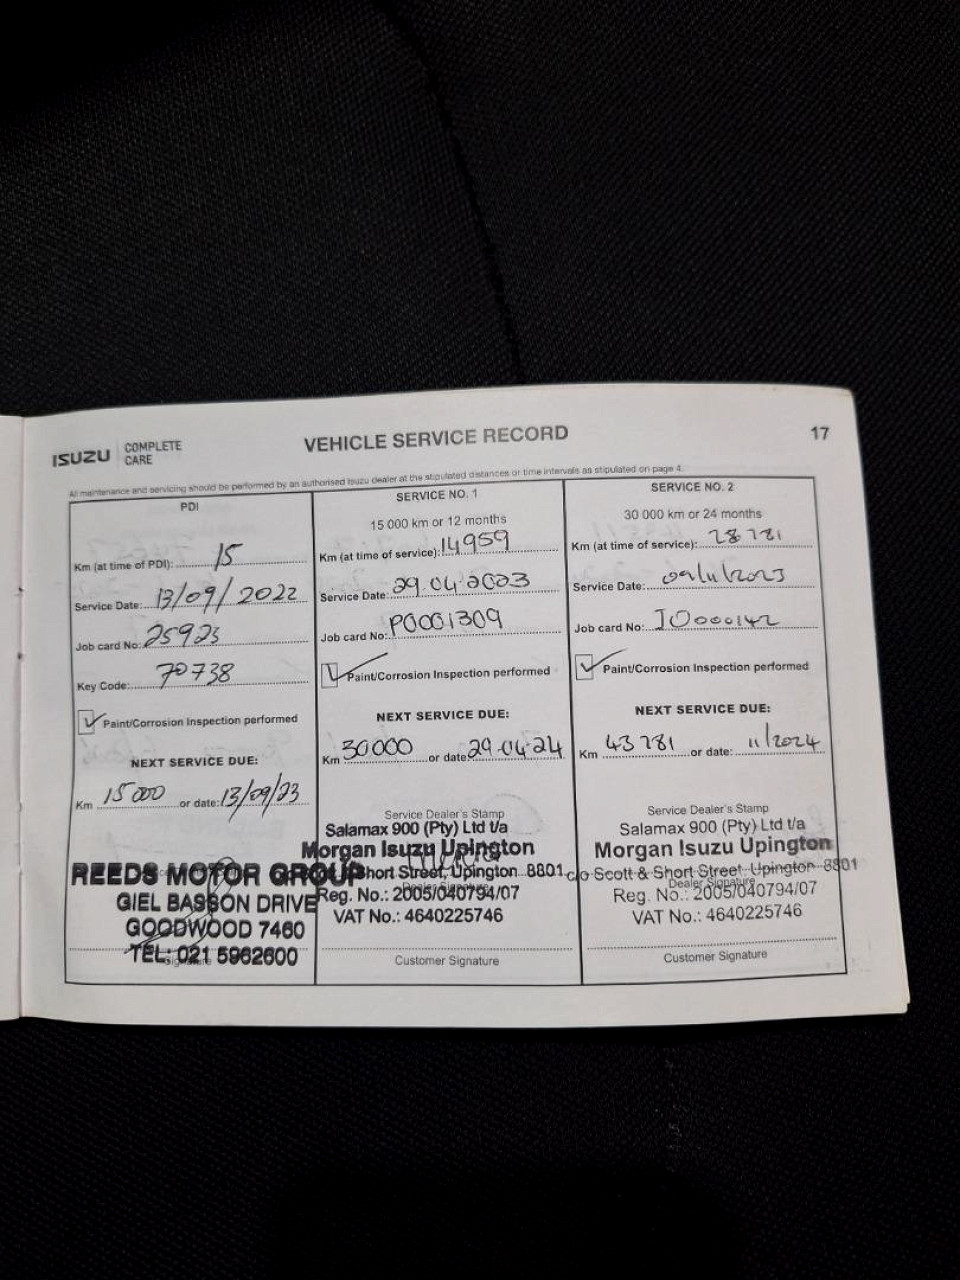 ISUZU COMPLETE CARE
VEHICLE SERVICE RECORD
17
All maintenance and servicing should be performed by an authorised Isuzu dealer at the stipulated distances or time intervals as stipulated on page 4.
PDI
Km (at time of PDI): 15
Service Date: 13/09/2022
Job card No: 25923
Key Code: 70738
Paint/Corrosion Inspection performed
NEXT SERVICE DUE:
Km 15 000 or date: 13/09/23
REEDS MOTOR GROUP
GIEL BASSON DRIVE
GOODWOOD 7460
TEL: 021 5962600
SERVICE NO. 1
15 000 km or 12 months
Km (at time of service): 14959
Service Date: 29.04.2023
Job card No: P0001309
Paint/Corrosion Inspection performed
NEXT SERVICE DUE:
Km 30000 or date 29.04.24
Service Dealer's Stamp
Salamax 900 (Pty) Ltd t/a
Morgan Isuzu Upington
Short Street, Upington 8801
Dealer Signature
Reg. No.: 2005/040794/07
VAT No.: 4640225746
Customer Signature
SERVICE NO. 2
30 000 km or 24 months
Km (at time of service): 28781
Service Date: 09/11/2023
Job card No: J0000142
Paint/Corrosion Inspection performed
NEXT SERVICE DUE:
Km 43781 or date: 11/2024
Service Dealer's Stamp
Salamax 900 (Pty) Ltd t/a
Morgan Isuzu Upington
c/o Scott & Short Street, Upington 8801
Dealer Signature
Reg. No.: 2005/040794/07
VAT No.: 4640225746
Customer Signature